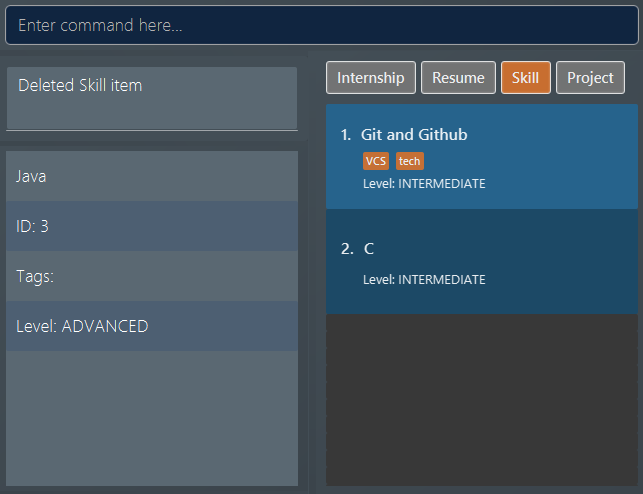 Enter command here...
Deleted Skill item
Java
ID: 3
Tags:
Level: ADVANCED
Internship Resume Skill Project
1. Git and Github
VCS tech
Level: INTERMEDIATE
2. C
Level: INTERMEDIATE